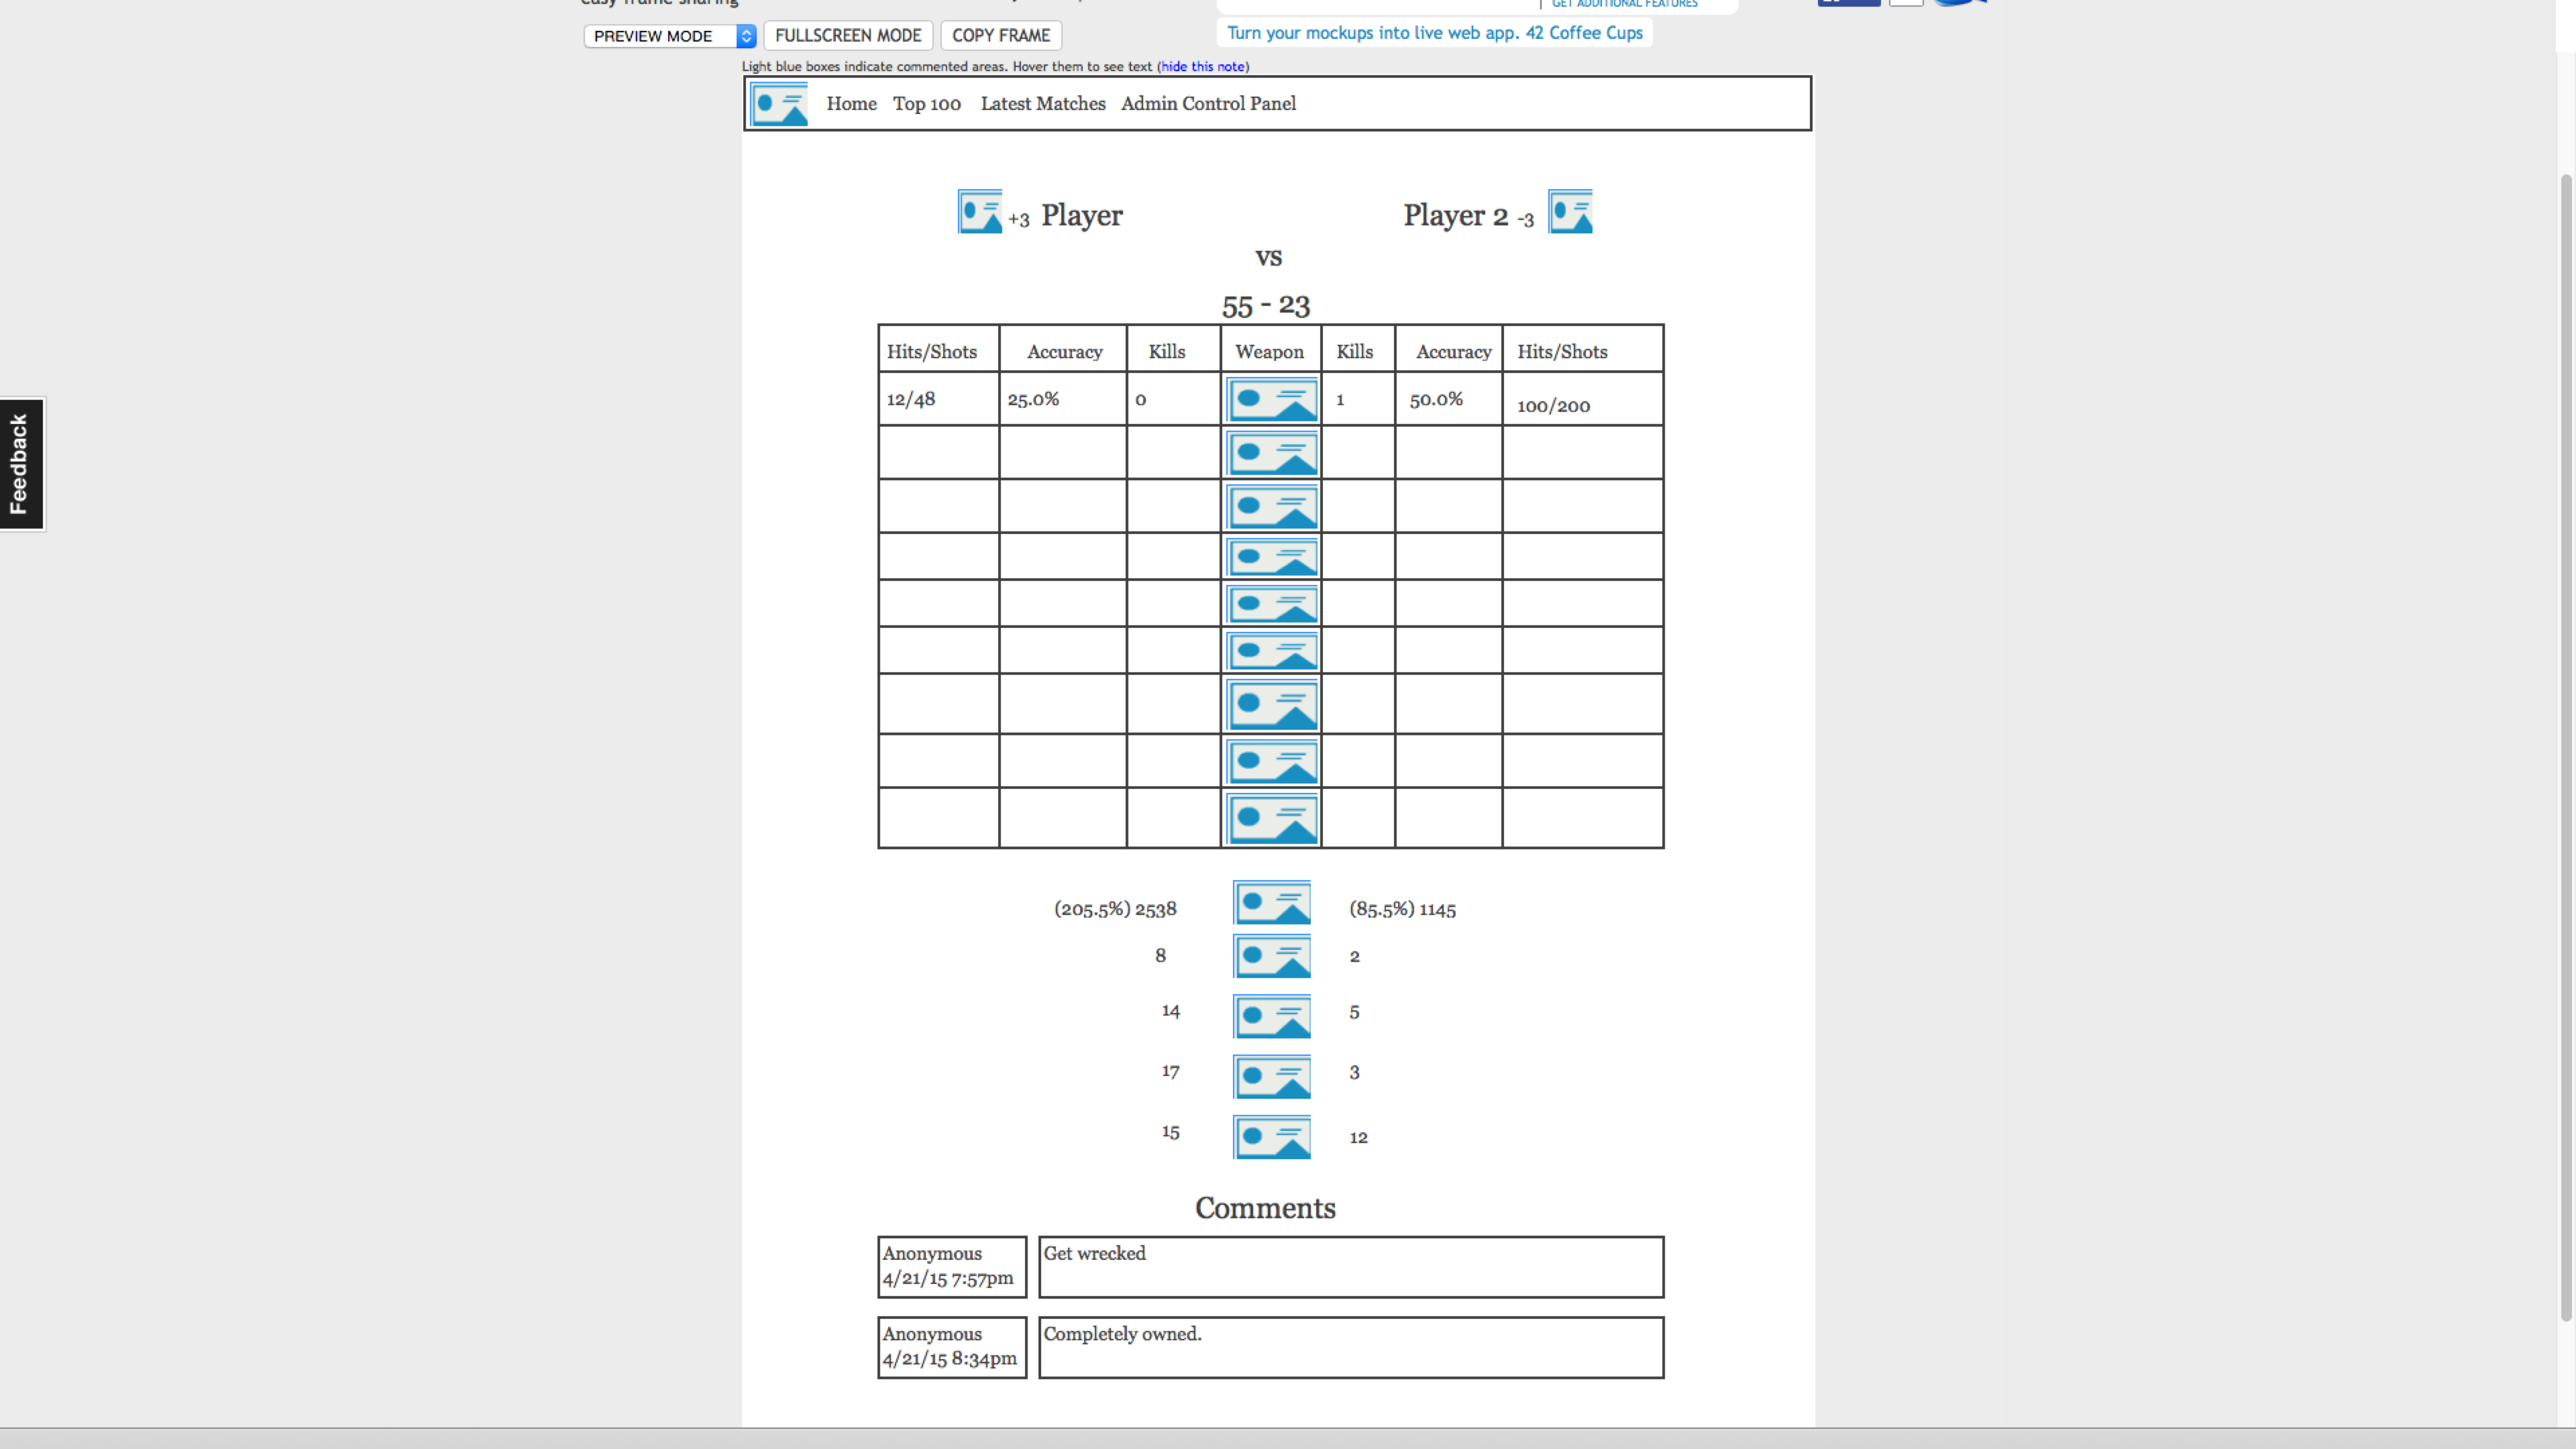 easy frame sharing
GET ADDITIONAL FEATURES
PREVIEW MODE FULLSCREEN MODE COPY FRAME
Turn your mockups into live web app. 42 Coffee Cups
Light blue boxes indicate commented areas. Hover them to see text (hide this note)
Home Top 100 Latest Matches Admin Control Panel
+3 Player Player 2 -3
vs
55 - 23
Hits/Shots Accuracy Kills Weapon Kills Accuracy Hits/Shots
12/48 25.0% 0 1 50.0% 100/200
Feedback
(205.5%) 2538 (85.5%) 1145
8 2
14 5
17 3
15 12
Comments
Anonymous
4/21/15 7:57pm
Get wrecked
Anonymous
4/21/15 8:34pm
Completely owned.